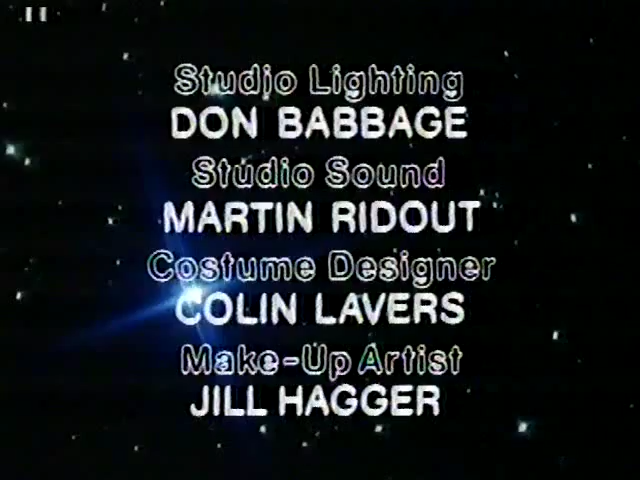 Studio Lighting
DON BABBAGE
Studio Sound
MARTIN RIDOUT
Costume Designer
COLIN LAVERS
Make-Up Artist
JILL HAGGER